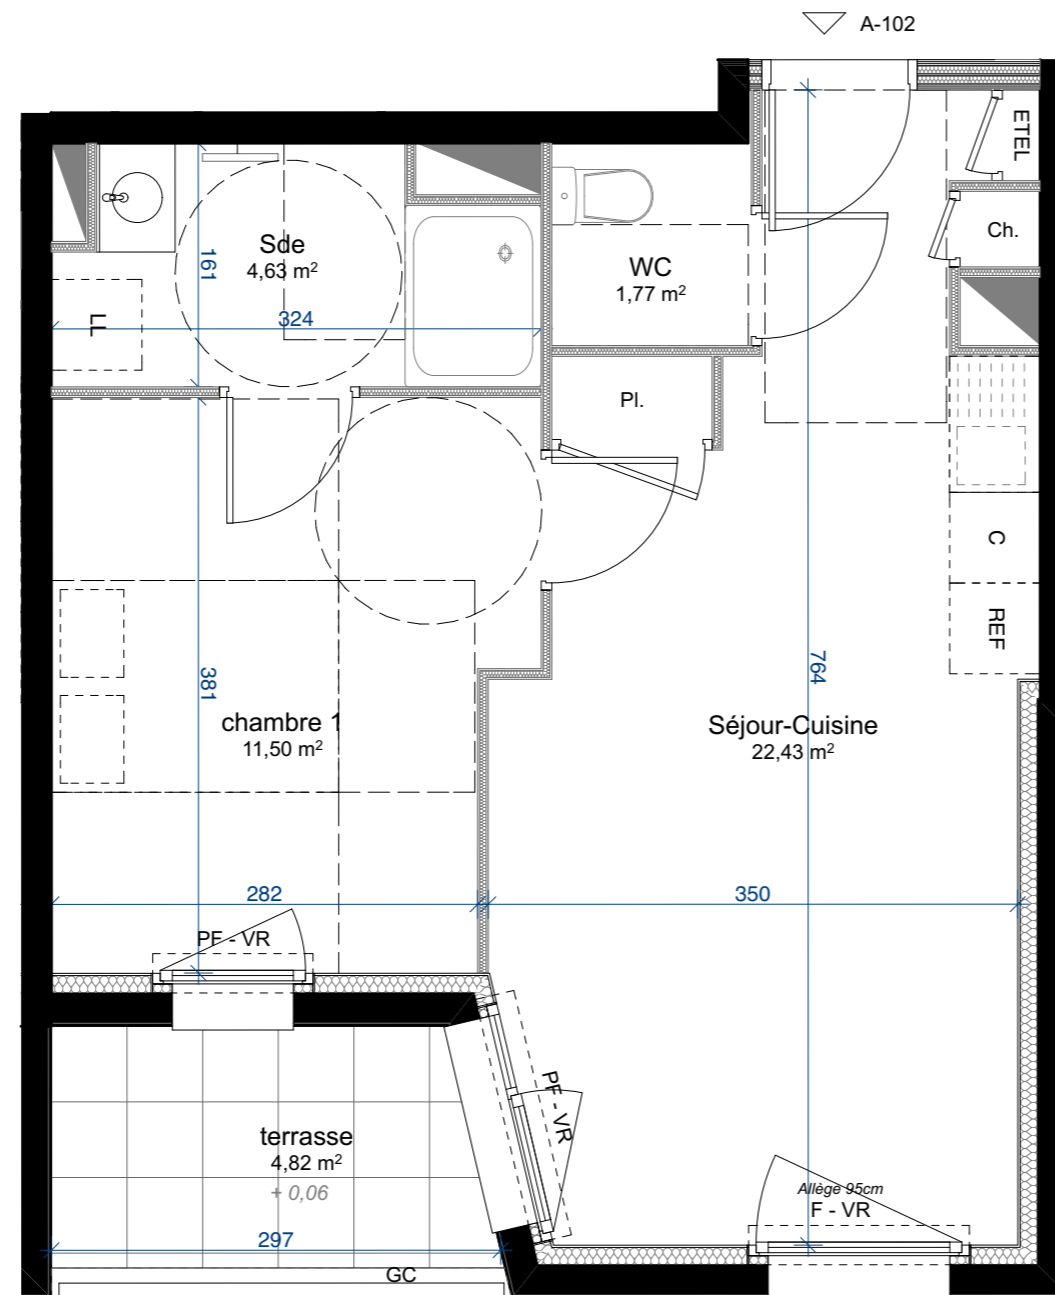 A-102
ETEL
Ch.
Sde
4,63 m²
161
324
LL
WC
1,77 m²
Pl.
C
REF
764
381
chambre 1
11,50 m²
Séjour-Cuisine
22,43 m²
282
350
PF - VR
PF - VR
terrasse
4,82 m²
+ 0,06
Allège 95cm
F - VR
297
GC